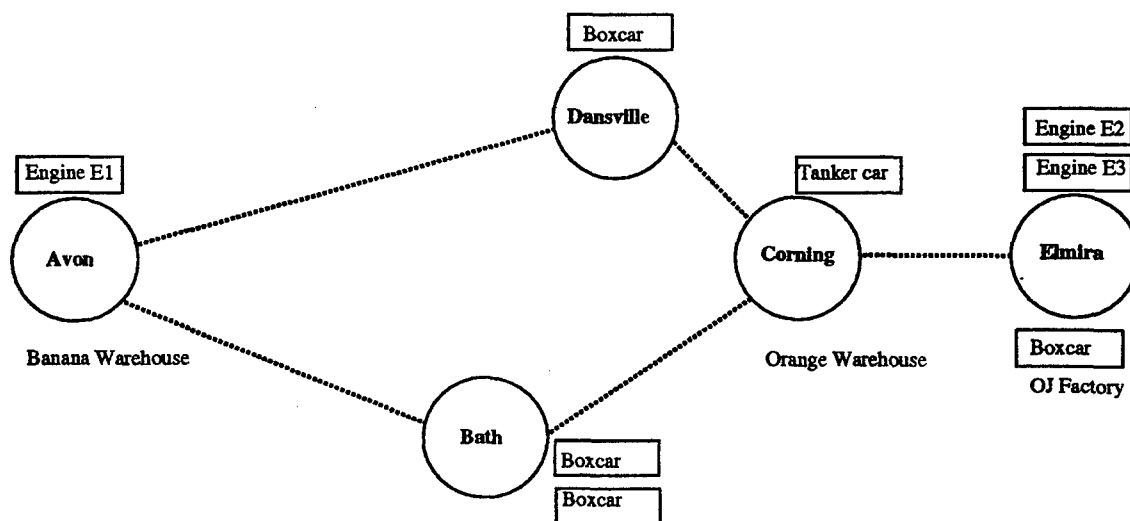 Boxcar
Dansville
Engine E2
Engine E3
Engine E1
Tanker car
Avon
Corning
Elmira
Banana Warehouse
Orange Warehouse
Boxcar
OJ Factory
Bath
Boxcar
Boxcar